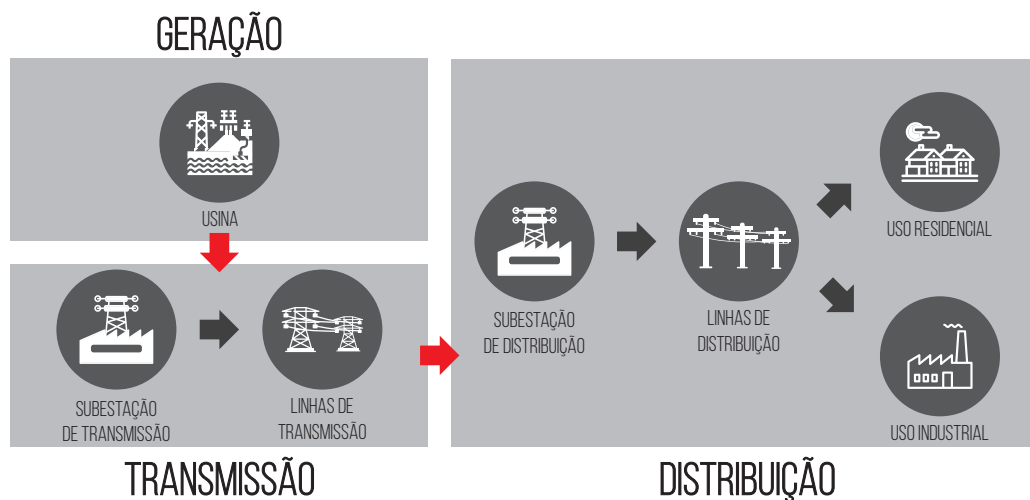 GERAÇÃO
USINA
SUBESTAÇÃO
DE TRANSMISSÃO
LINHAS DE
TRANSMISSÃO
TRANSMISSÃO
SUBESTAÇÃO
DE DISTRIBUIÇÃO
LINHAS DE
DISTRIBUIÇÃO
USO RESIDENCIAL
USO INDUSTRIAL
DISTRIBUIÇÃO